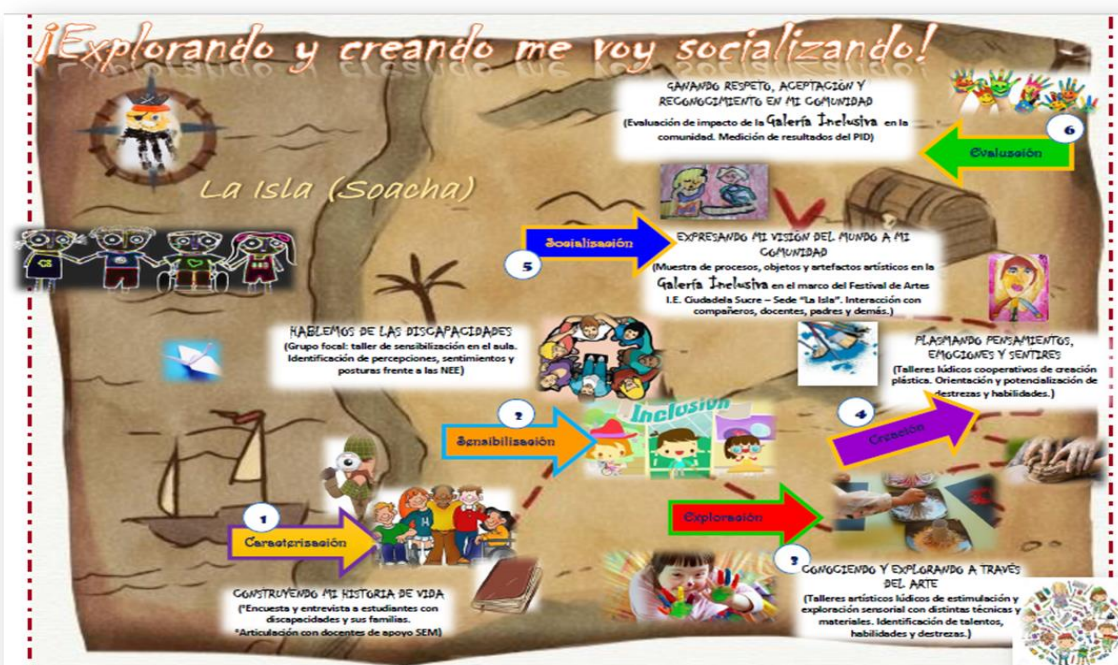 ¡Explorando y creando me voy socializando!
La Isla (Soacha)
1
Caracterización
CONSTRUYENDO MI HISTORIA DE VIDA
(*Encuesta y entrevista a estudiantes con
discapacidades y sus familias.
*Articulación con docentes de apoyo SEM)
2
Sensibilización
HABLEMOS DE LAS DISCAPACIDADES
(Grupo focal: taller de sensibilización en el aula.
Identificación de percepciones, sentimientos y
posturas frente a las NEE)
Inclusión
Exploración
3
CONOCIENDO Y EXPLORANDO A TRAVÉS
DEL ARTE
(Talleres artísticos lúdicos de estimulación y
exploración sensorial con distintas técnicas y
materiales. Identificación de talentos,
habilidades y destrezas.)
4
Creación
PLASMANDO PENSAMIENTOS,
EMOCIONES Y SENTIRES
(Talleres lúdicos cooperativos de creación
plástica. Orientación y potencialización de
destrezas y habilidades.)
5
Socialización
EXPRESANDO MI VISIÓN DEL MUNDO A MI
COMUNIDAD
(Muestra de procesos, objetos y artefactos artísticos en la
Galería Inclusiva en el marco del Festival de Artes
I.E. Ciudadela Sucre – Sede "La Isla". Interacción con
compañeros, docentes, padres y demás.)
6
Evaluación
GANANDO RESPETO, ACEPTACIÓN Y
RECONOCIMIENTO EN MI COMUNIDAD
(Evaluación de impacto de la Galería Inclusiva en la
comunidad. Medición de resultados del PID)